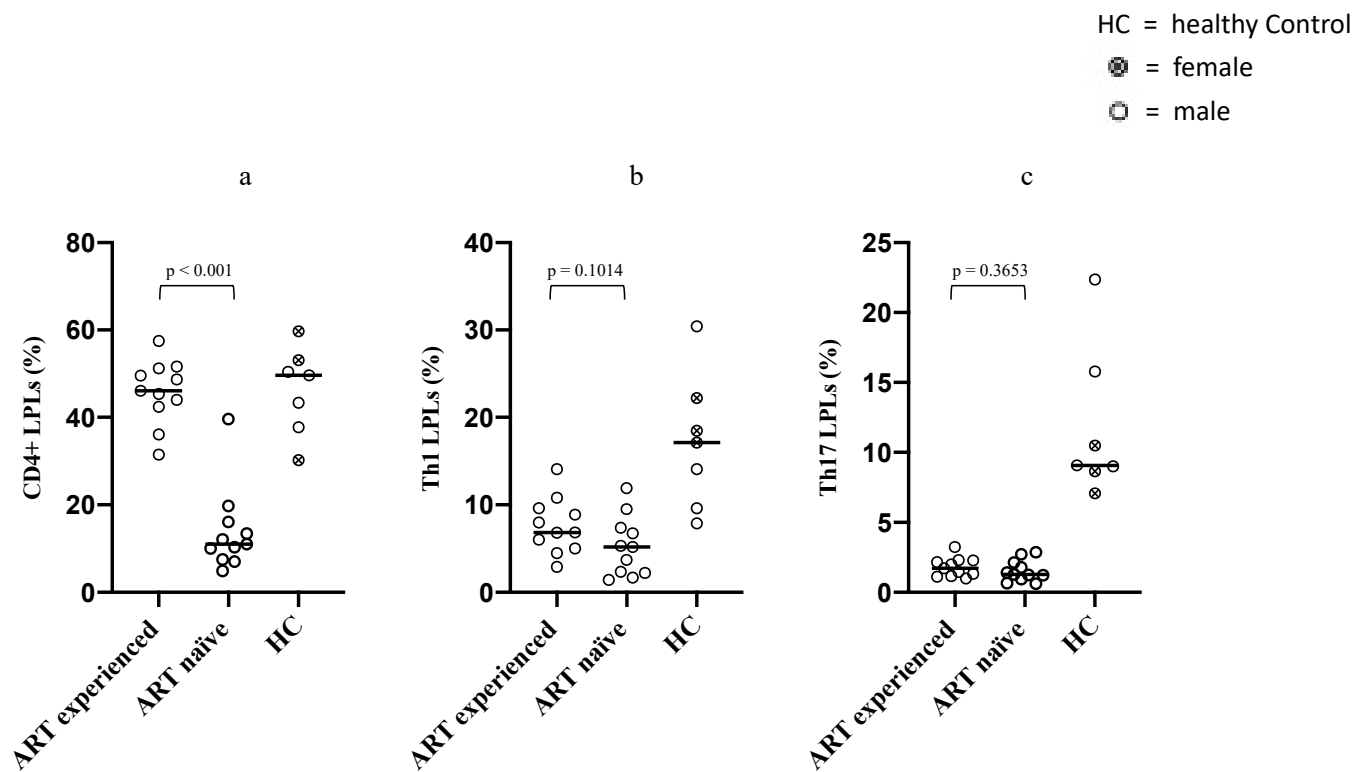 HC = healthy Control
= female
= male
a
b
c
80
60
40
20
0
CD4+ LPLs (%)
p < 0.001
ART experienced
ART naïve
HC
40
30
20
10
0
Th1 LPLs (%)
p = 0.1014
ART experienced
ART naïve
HC
25
20
15
10
5
0
Th17 LPLs (%)
p = 0.3653
ART experienced
ART naïve
HC